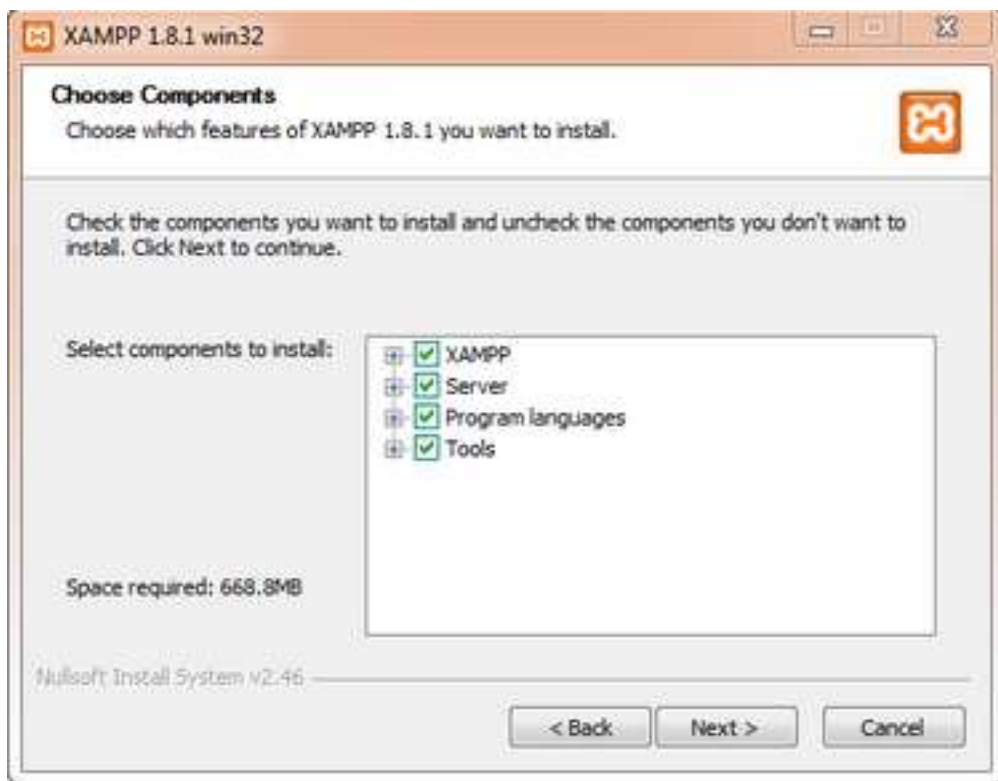 XAMPP 1.8.1 win32
Choose Components
Choose which features of XAMPP 1.8.1 you want to install.
Check the components you want to install and uncheck the components you don't want to
install. Click Next to continue.
Select components to install:
XAMPP
Server
Program languages
Tools
Space required: 668.8MB
Nullsoft Install System v2.46
< Back
Next >
Cancel